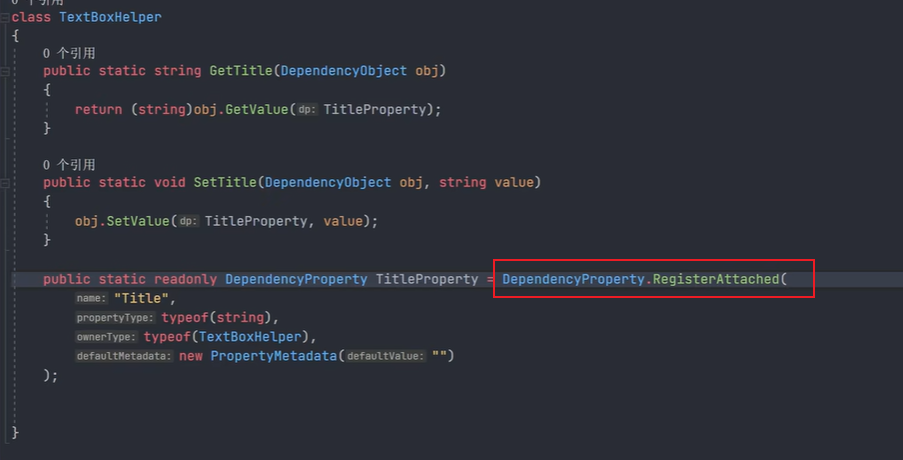 0 个引用
class TextBoxHelper
{
0 个引用
public static string GetTitle(DependencyObject obj)
{
return (string)obj.GetValue(dp: TitleProperty);
}
0 个引用
public static void SetTitle(DependencyObject obj, string value)
{
obj.SetValue(dp: TitleProperty, value);
}
public static readonly DependencyProperty TitleProperty = DependencyProperty.RegisterAttached(
name: "Title",
propertyType: typeof(string),
ownerType: typeof(TextBoxHelper),
defaultMetadata: new PropertyMetadata(defaultValue: "")
);
}